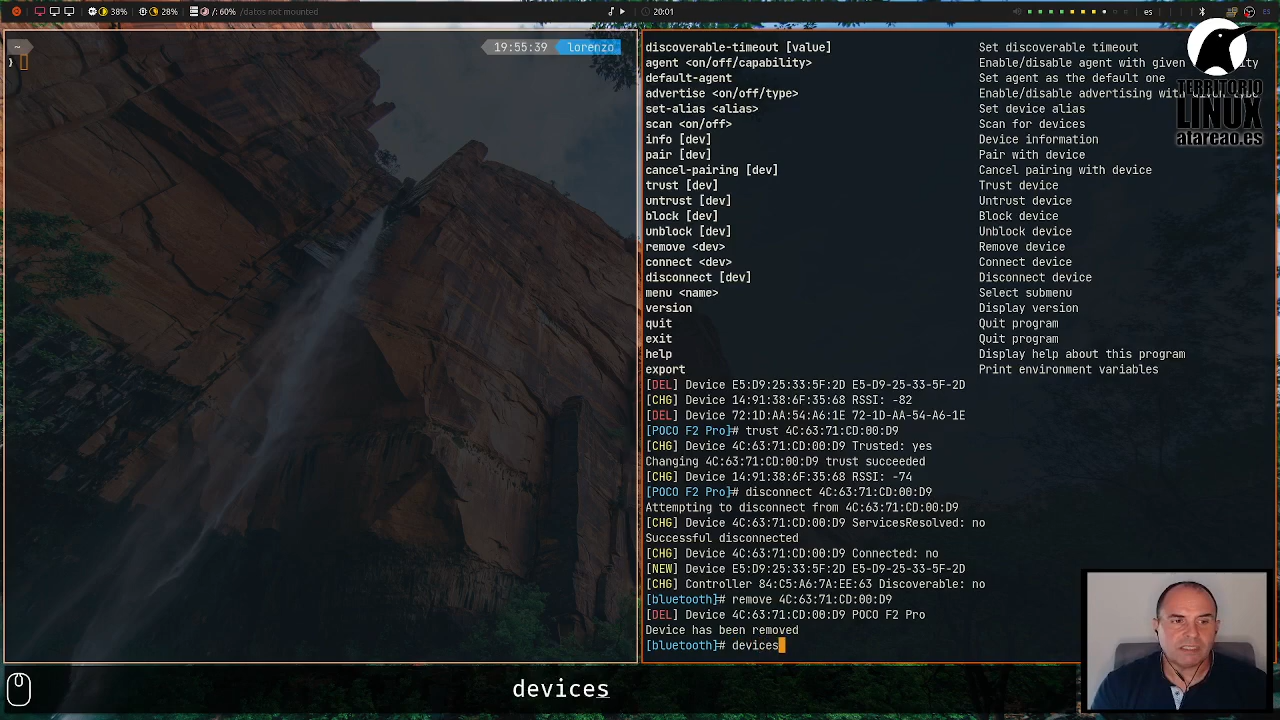 38% 28% /: 60% /datos not mounted
20:01
es
ES
~
19:55:39 lorenzo
❯
TERRITORIO
LINUX
atareao.es
discoverable-timeout [value] Set discoverable timeout
agent <on/off/capability> Enable/disable agent with given
default-agent Set agent as the default one
advertise <on/off/type> Enable/disable advertising with given type
set-alias <alias> Set device alias
scan <on/off> Scan for devices
info [dev] Device information
pair [dev] Pair with device
cancel-pairing [dev] Cancel pairing with device
trust [dev] Trust device
untrust [dev] Untrust device
block [dev] Block device
unblock [dev] Unblock device
remove <dev> Remove device
connect <dev> Connect device
disconnect [dev] Disconnect device
menu <name> Select submenu
version Display version
quit Quit program
exit Quit program
help Display help about this program
export Print environment variables
[DEL] Device E5:D9:25:33:5F:2D E5-D9-25-33-5F-2D
[CHG] Device 14:91:38:6F:35:68 RSSI: -82
[DEL] Device 72:1D:AA:54:A6:1E 72-1D-AA-54-A6-1E
[POCO F2 Pro]# trust 4C:63:71:CD:00:D9
[CHG] Device 4C:63:71:CD:00:D9 Trusted: yes
Changing 4C:63:71:CD:00:D9 trust succeeded
[CHG] Device 14:91:38:6F:35:68 RSSI: -74
[POCO F2 Pro]# disconnect 4C:63:71:CD:00:D9
Attempting to disconnect from 4C:63:71:CD:00:D9
[CHG] Device 4C:63:71:CD:00:D9 ServicesResolved: no
Successful disconnected
[CHG] Device 4C:63:71:CD:00:D9 Connected: no
[NEW] Device E5:D9:25:33:5F:2D E5-D9-25-33-5F-2D
[CHG] Controller 84:C5:A6:7A:EE:63 Discoverable: no
[bluetooth]# remove 4C:63:71:CD:00:D9
[DEL] Device 4C:63:71:CD:00:D9 POCO F2 Pro
Device has been removed
[bluetooth]# devices
devices